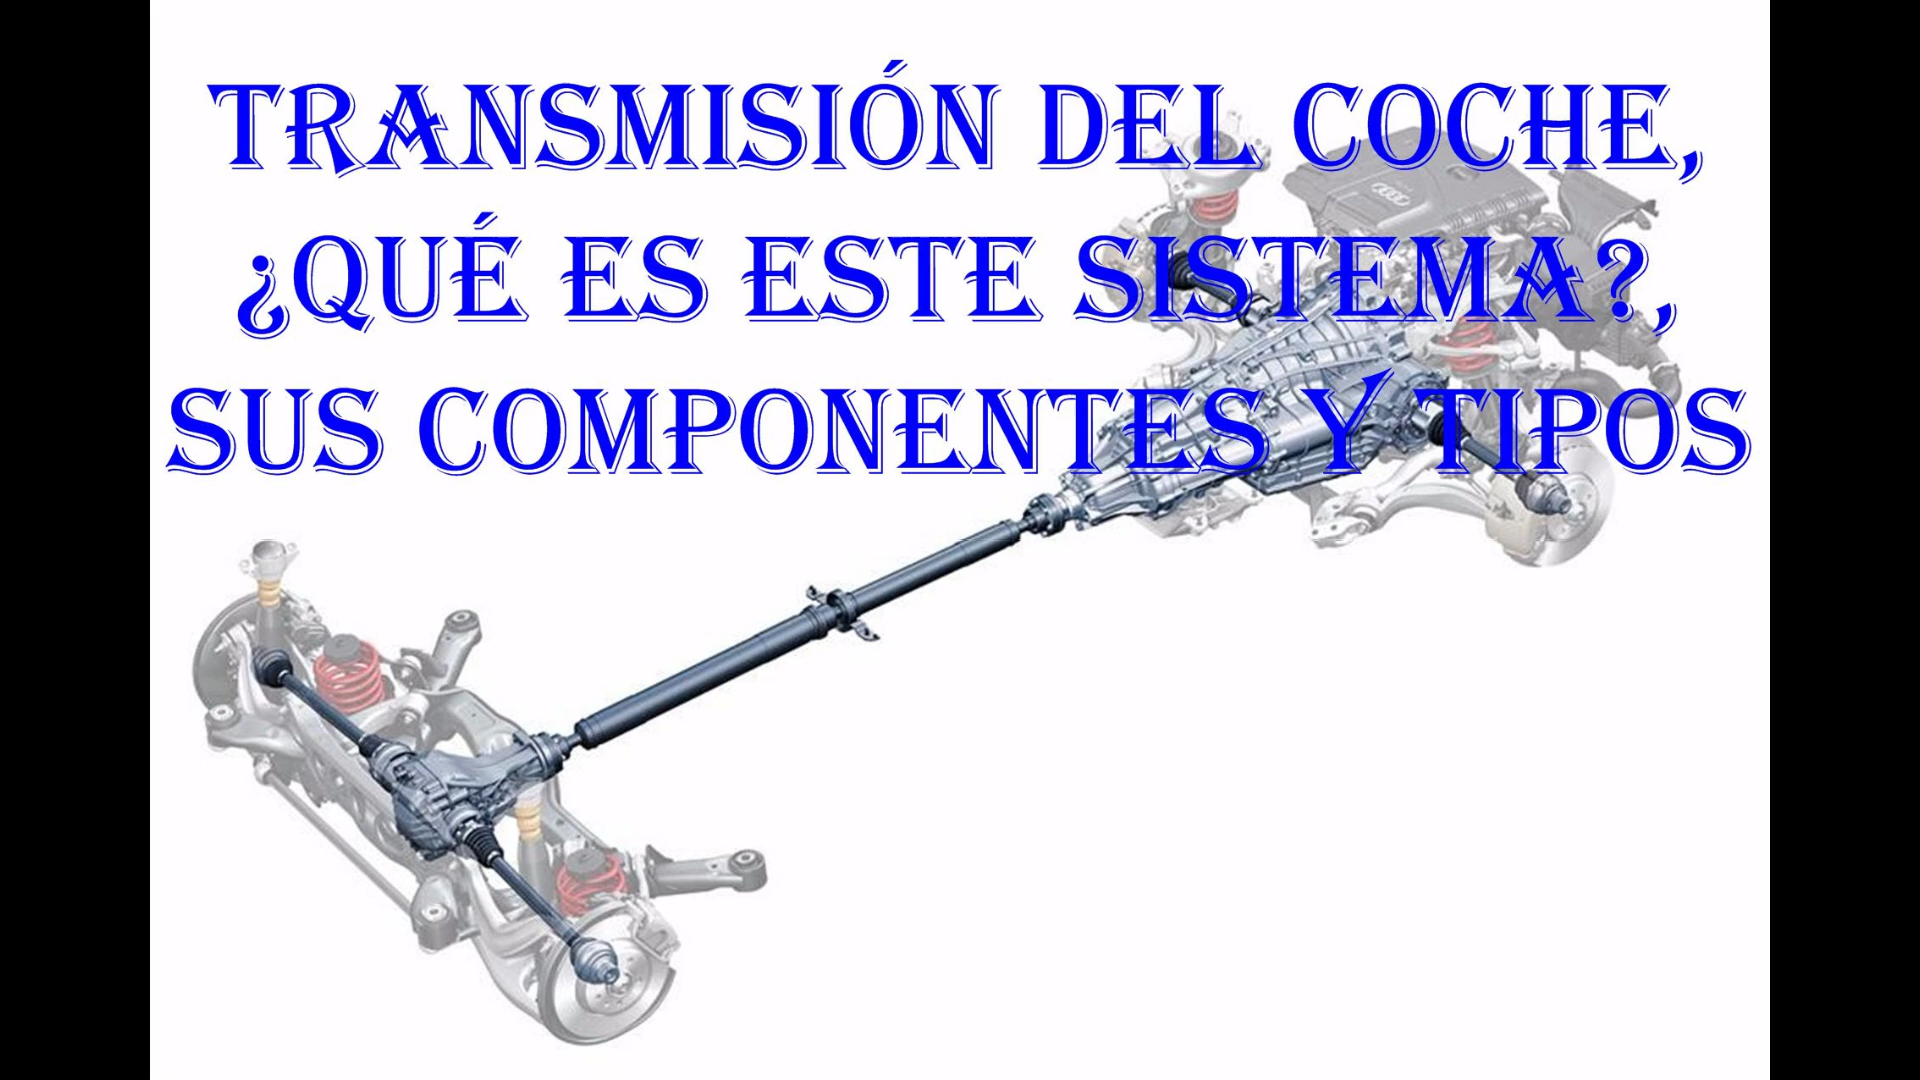 TRANSMISIÓN DEL COCHE,
¿QUÉ ES ESTE SISTEMA?,
SUS COMPONENTES Y TIPOS